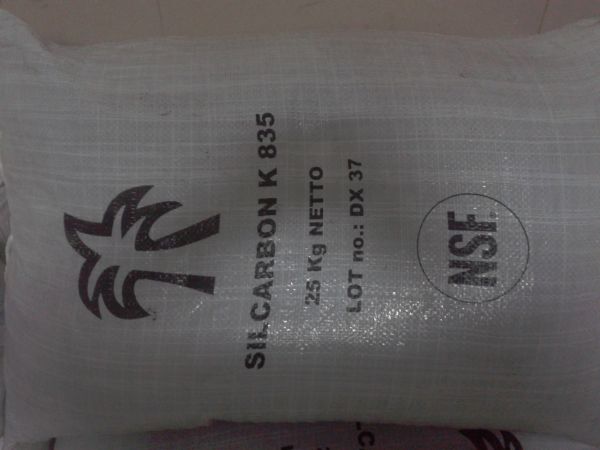 SILCARBON K 835
25 Kg NETTO
LOT no.: DX 37
NSF